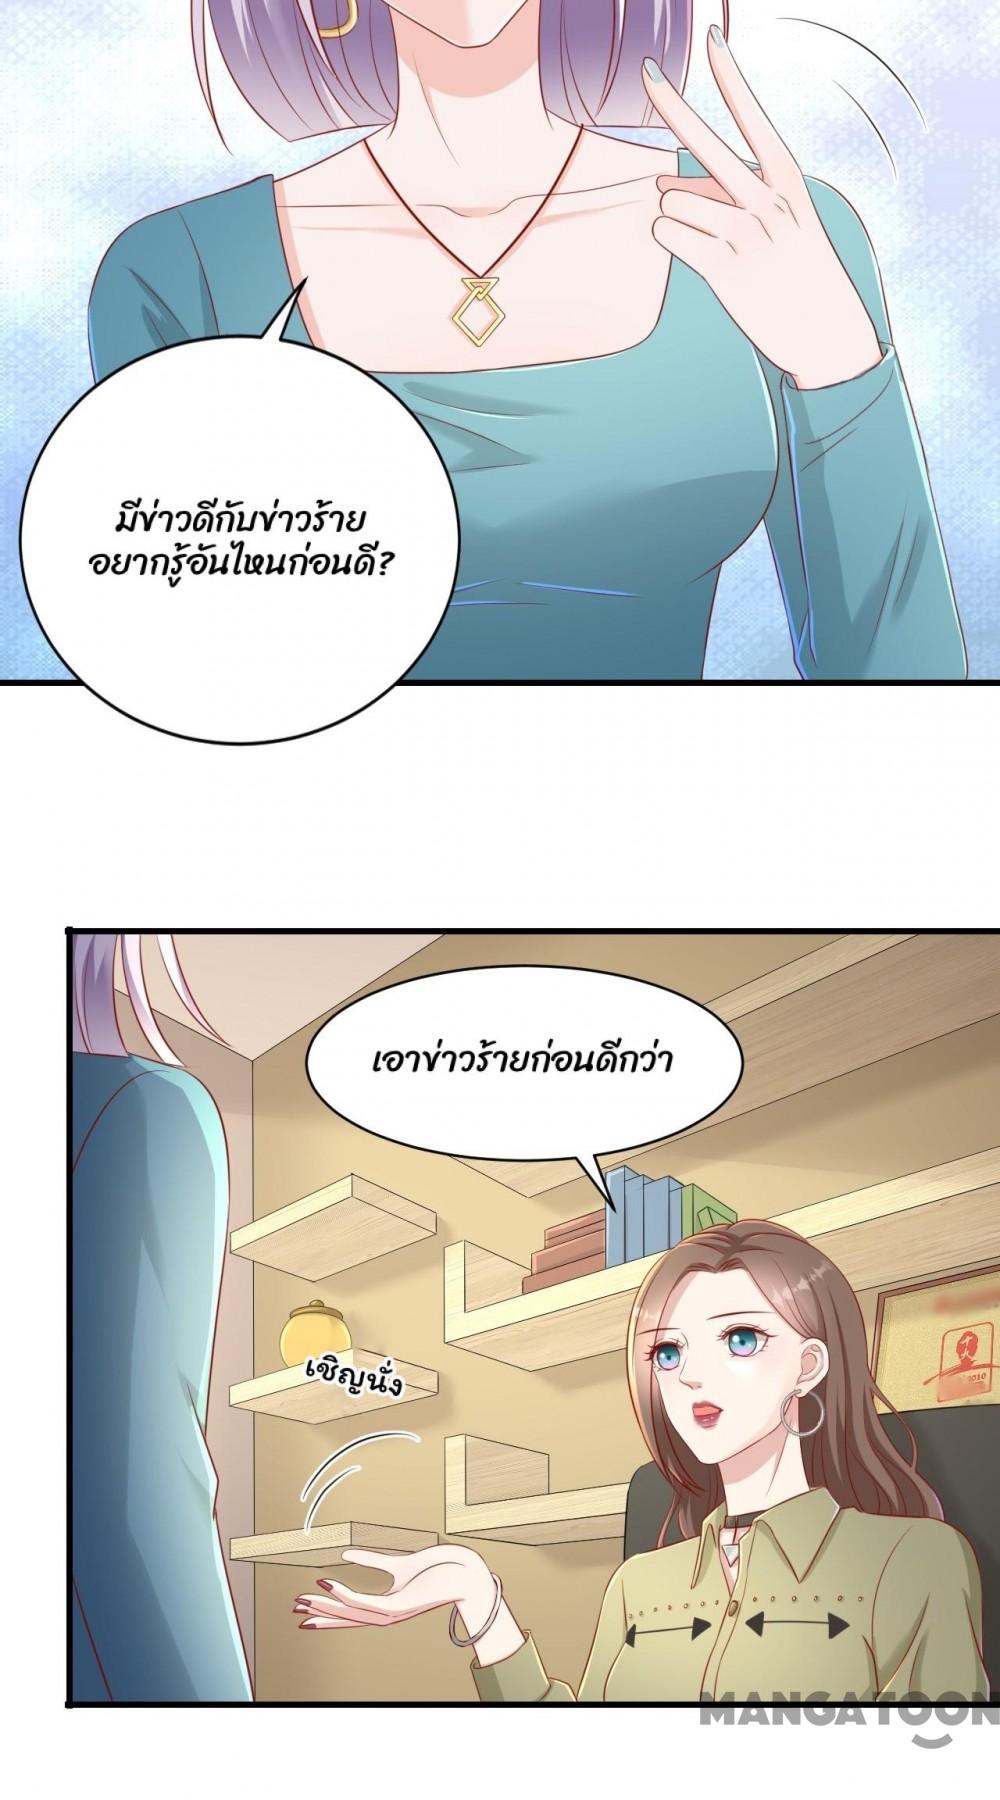 มีข่าวดีกับข่าวร้าย
อยากรู้อันไหนก่อนดี?
เอาข่าวร้ายก่อนดีกว่า
เชิญนั่ง
2010
MANGATOON